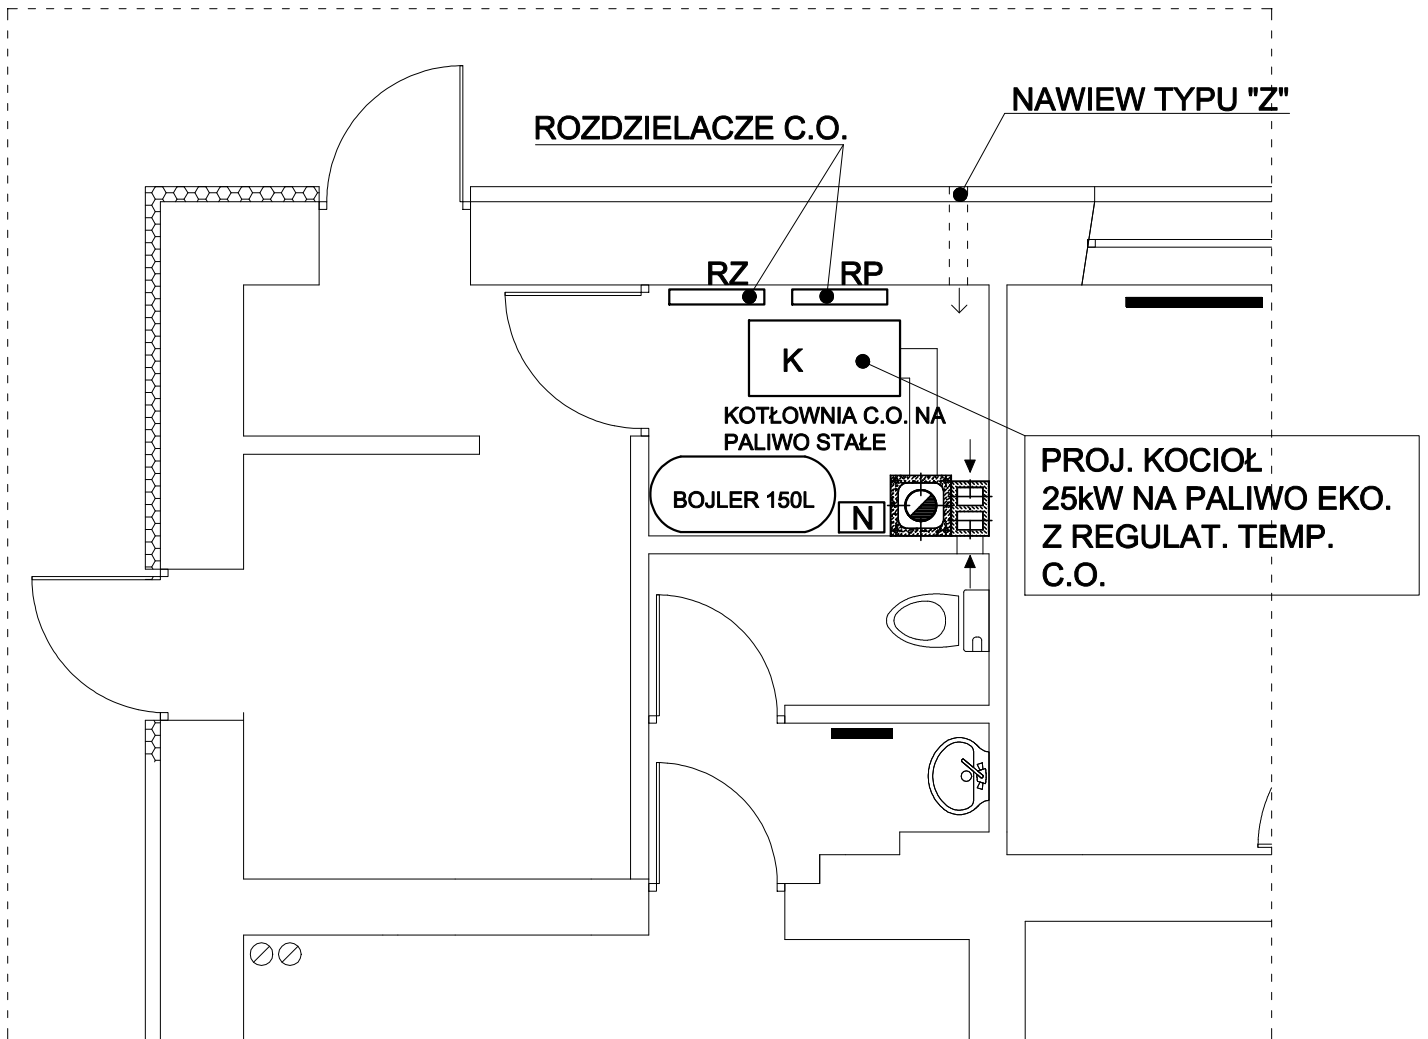 NAWIEW TYPU "Z"
ROZDZIELACZE C.O.
RZ
RP
K
KOTŁOWNIA C.O. NA
PALIWO STAŁE
BOJLER 150L
N
PROJ. KOCIOŁ
25kW NA PALIWO EKO.
Z REGULAT. TEMP.
C.O.